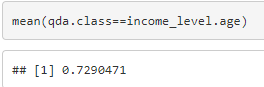 mean(qda.class==income_level.age)
## [1] 0.7290471